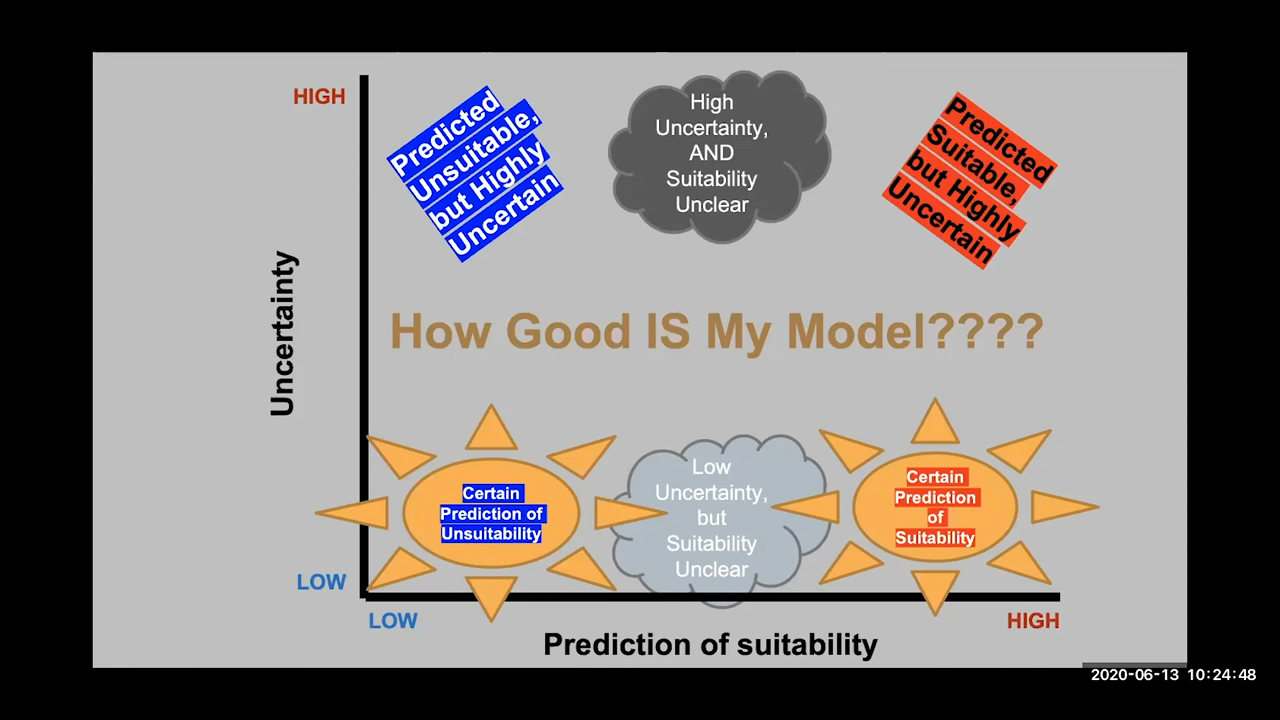 HIGH
Predicted
Unsuitable,
but Highly
Uncertain
High
Uncertainty,
AND
Suitability
Unclear
Predicted
Suitable,
but Highly
Uncertain
Uncertainty
How Good IS My Model????
Certain
Prediction of
Unsuitability
Low
Uncertainty,
but
Suitability
Unclear
Certain
Prediction
of
Suitability
LOW
LOW
HIGH
Prediction of suitability
2020-06-13 10:24:48